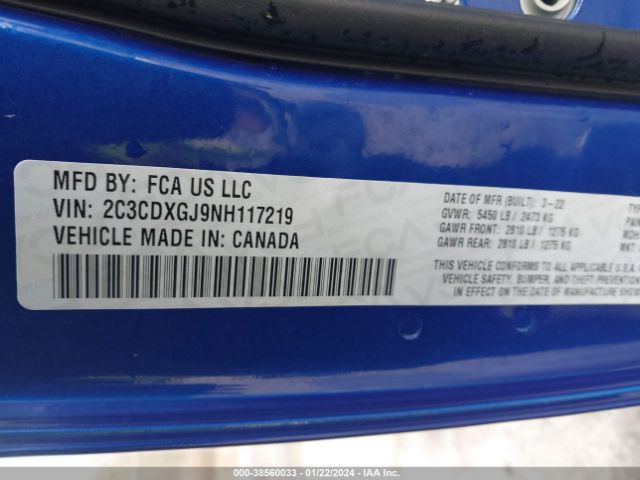 MFD BY: FCA US LLC
VIN: 2C3CDXGJ9NH117219
VEHICLE MADE IN: CANADA
DATE OF MFR (BUILT): 3-22
GVWR: 5450 LB / 2473 KG
GAWR FRONT: 2810 LB / 1275 KG
GAWR REAR: 2810 LB / 1275 KG
THIS VEHICLE CONFORMS TO ALL APPLICABLE U.S.A.
VEHICLE SAFETY, BUMPER, AND THEFT PREVENTION
IN EFFECT ON THE DATE OF MANUFACTURE
000-38560033 - 01/22/2024 - IAA Inc.